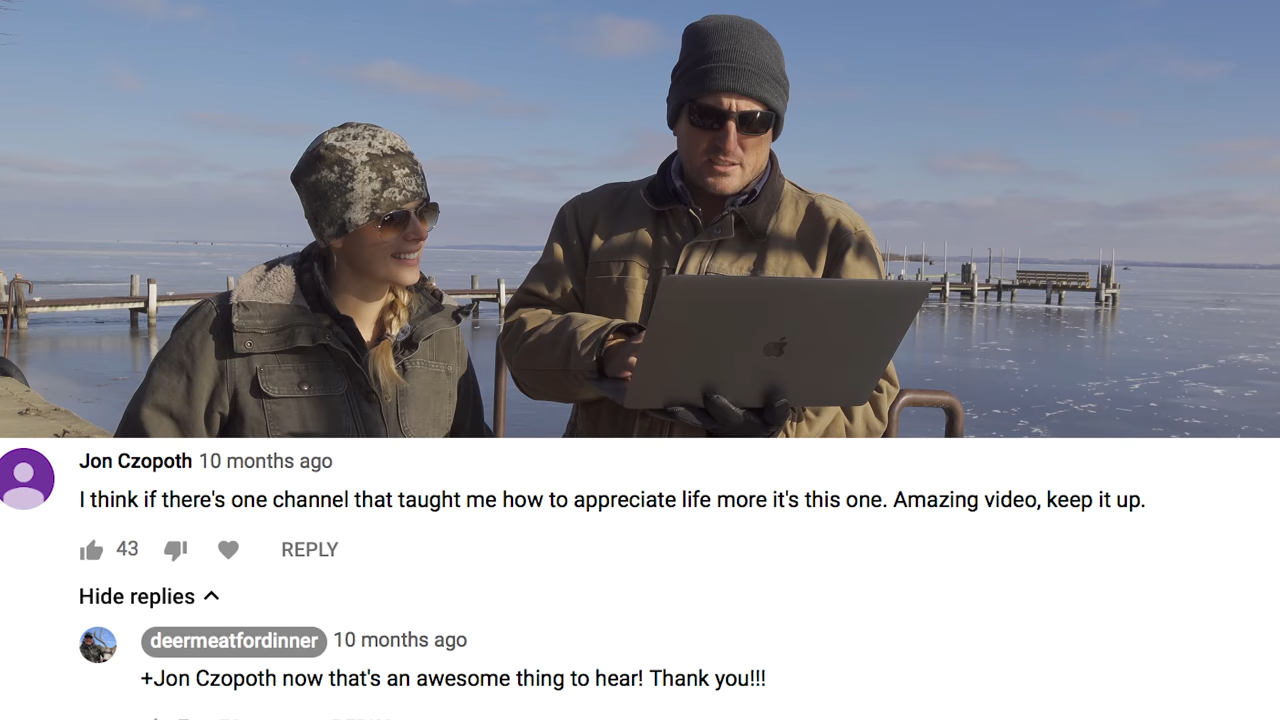 Jon Czopoth 10 months ago
I think if there's one channel that taught me how to appreciate life more it's this one. Amazing video, keep it up.
43 REPLY
Hide replies
deermeatfordinner 10 months ago
+Jon Czopoth now that's an awesome thing to hear! Thank you!!!